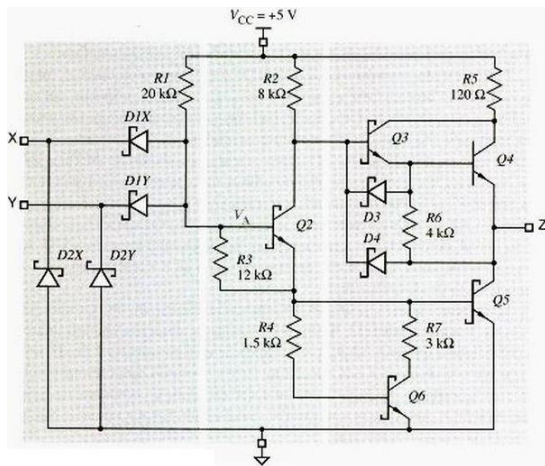 VCC = +5 V
R1
20 kΩ
R2
8 kΩ
R5
120 Ω
D1X
X
Q3
Q4
D1Y
Y
VA
Q2
D3
R6
4 kΩ
Z
D2X
D2Y
R3
12 kΩ
D4
Q5
R4
1.5 kΩ
R7
3 kΩ
Q6